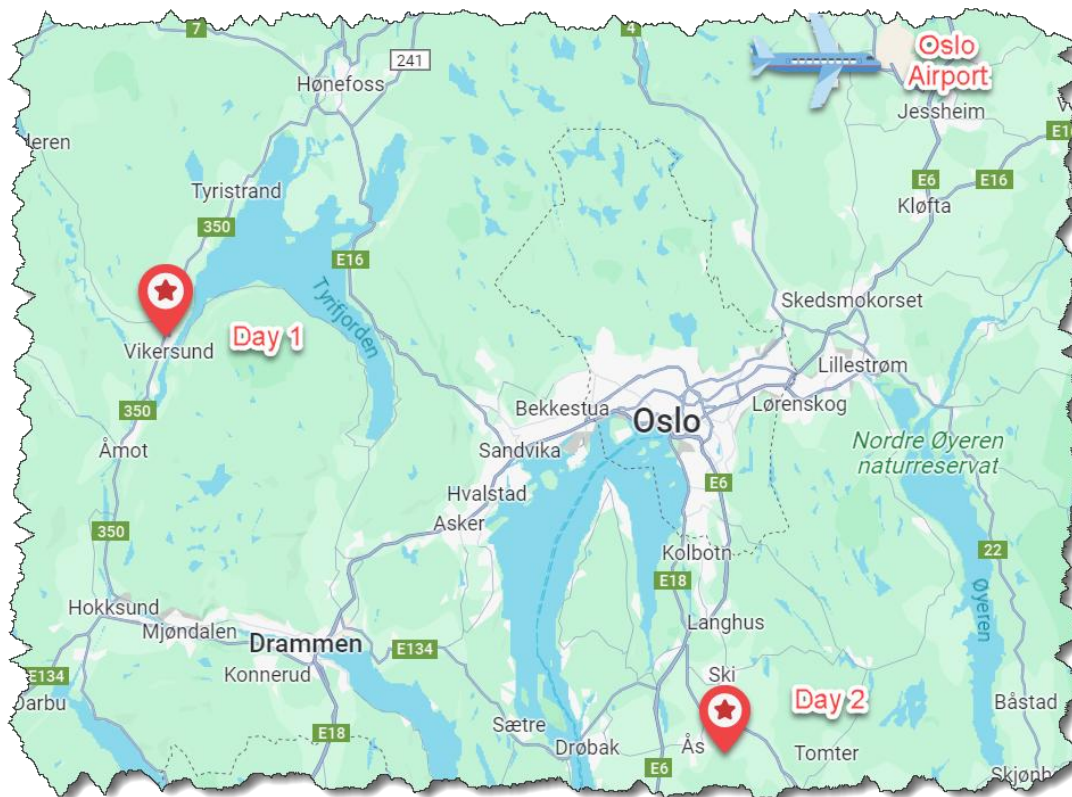 7
4
Oslo
Airport
241
Hønefoss
Jessheim
E16
Tyristrand
350
E6
E16
Kløfta
E16
Skedsmokorset
Tyrifjorden
Day 1
Vikersund
Lillestrøm
350
Bekkestua
Oslo
Lørenskog
Åmot
Sandvika
Nordre Øyeren
naturreservat
Hvalstad
E6
Asker
350
Kolbotn
22
E18
Øyeren
Hokksund
Mjøndalen
Langhus
Drammen
E134
Konnerud
E134
Ski
Day 2
Båstad
Sætre
Drøbak
Ås
Tomter
E18
E6